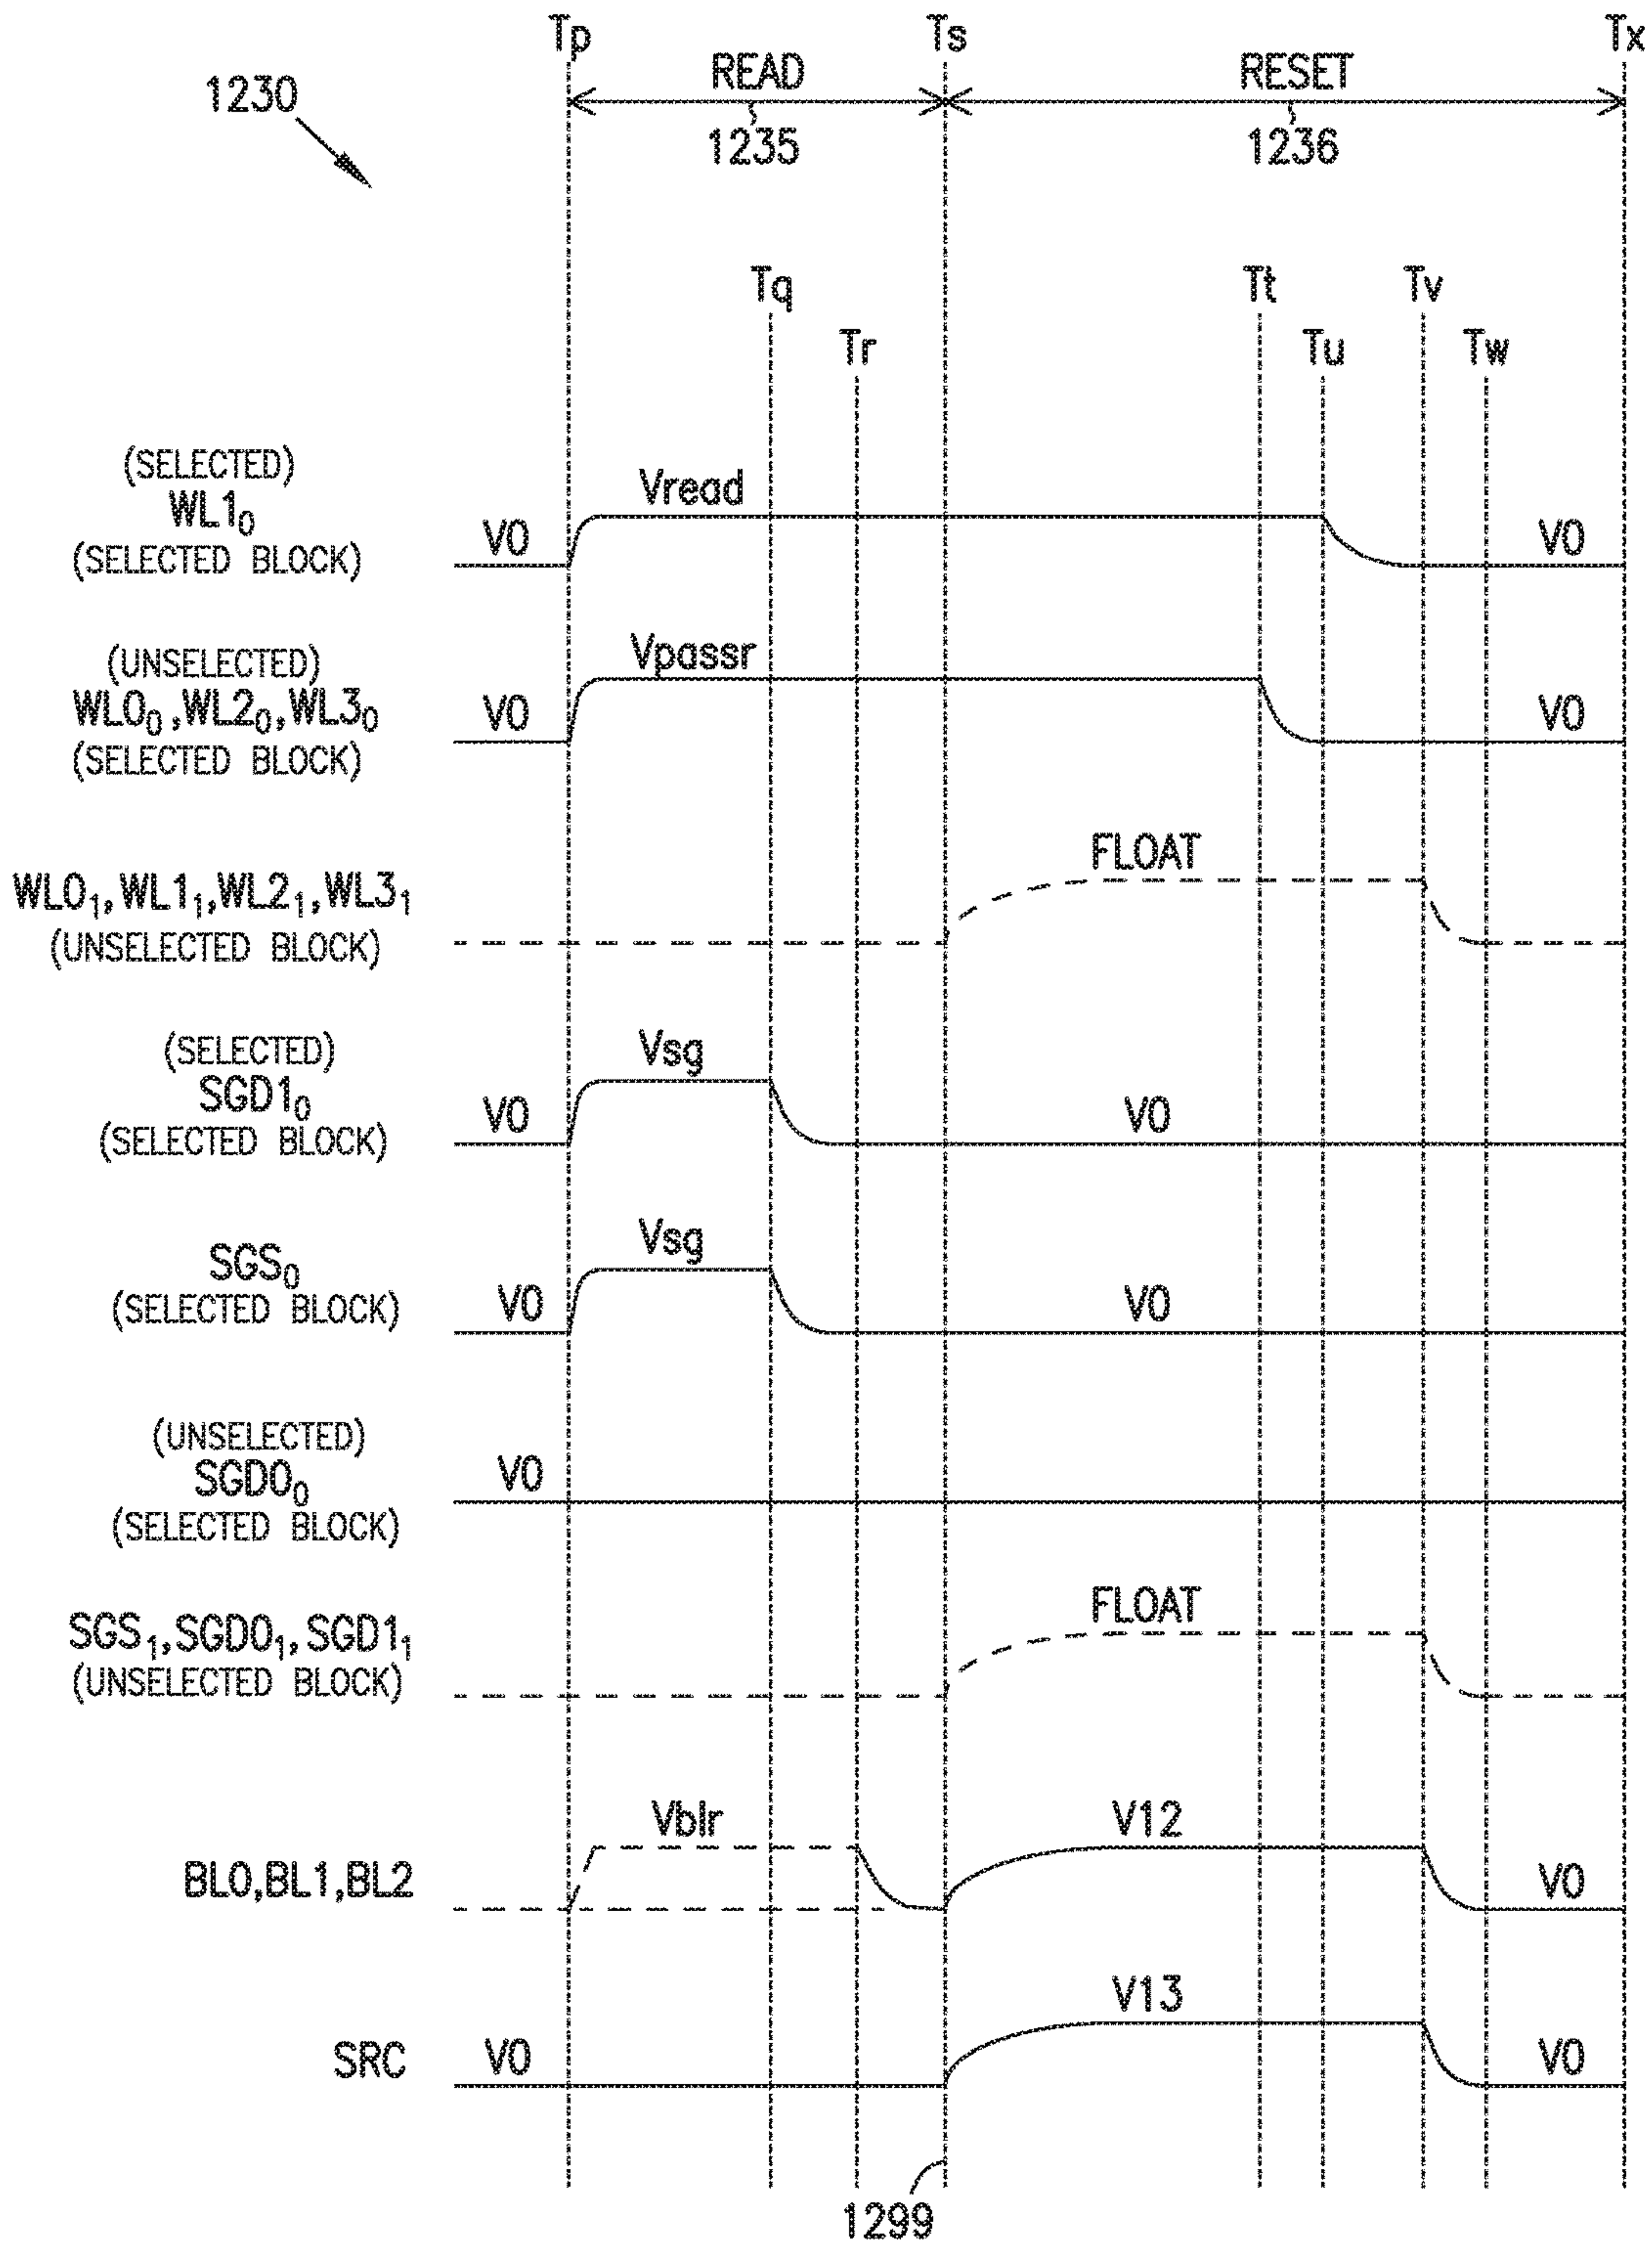 Tp Ts Tx
READ RESET
1230
1235 1236
Tq Tt Tv
Tr Tu Tw
(SELECTED)
WL1₀
(SELECTED BLOCK)
V0 Vread V0
(UNSELECTED)
WL0₀,WL2₀,WL3₀
(SELECTED BLOCK)
V0 Vpassr V0
WL0₁,WL1₁,WL2₁,WL3₁
(UNSELECTED BLOCK)
FLOAT
(SELECTED)
SGD1₀
(SELECTED BLOCK)
V0 Vsg V0
SGS₀
(SELECTED BLOCK)
V0 Vsg V0
(UNSELECTED)
SGD0₀
(SELECTED BLOCK)
V0
SGS₁,SGD0₁,SGD1₁
(UNSELECTED BLOCK)
FLOAT
BL0,BL1,BL2
Vblr V12 V0
SRC V0 V13 V0
1299